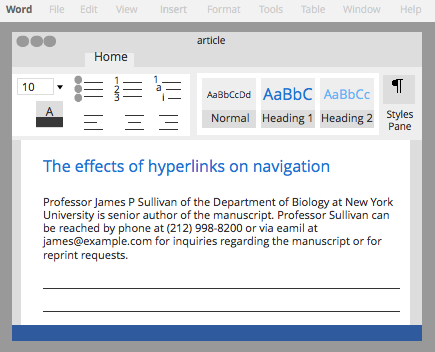 Word File Edit View Insert Format Tools Table Window Help
article
Home
10
A
1
2
3
1
a
i
AaBbCcDd AaBbC AaBbCc ¶
Normal Heading 1 Heading 2 Styles
Pane
The effects of hyperlinks on navigation
Professor James P Sullivan of the Department of Biology at New York
University is senior author of the manuscript. Professor Sullivan can
be reached by phone at (212) 998-8200 or via eamil at
james@example.com for inquiries regarding the manuscript or for
reprint requests.